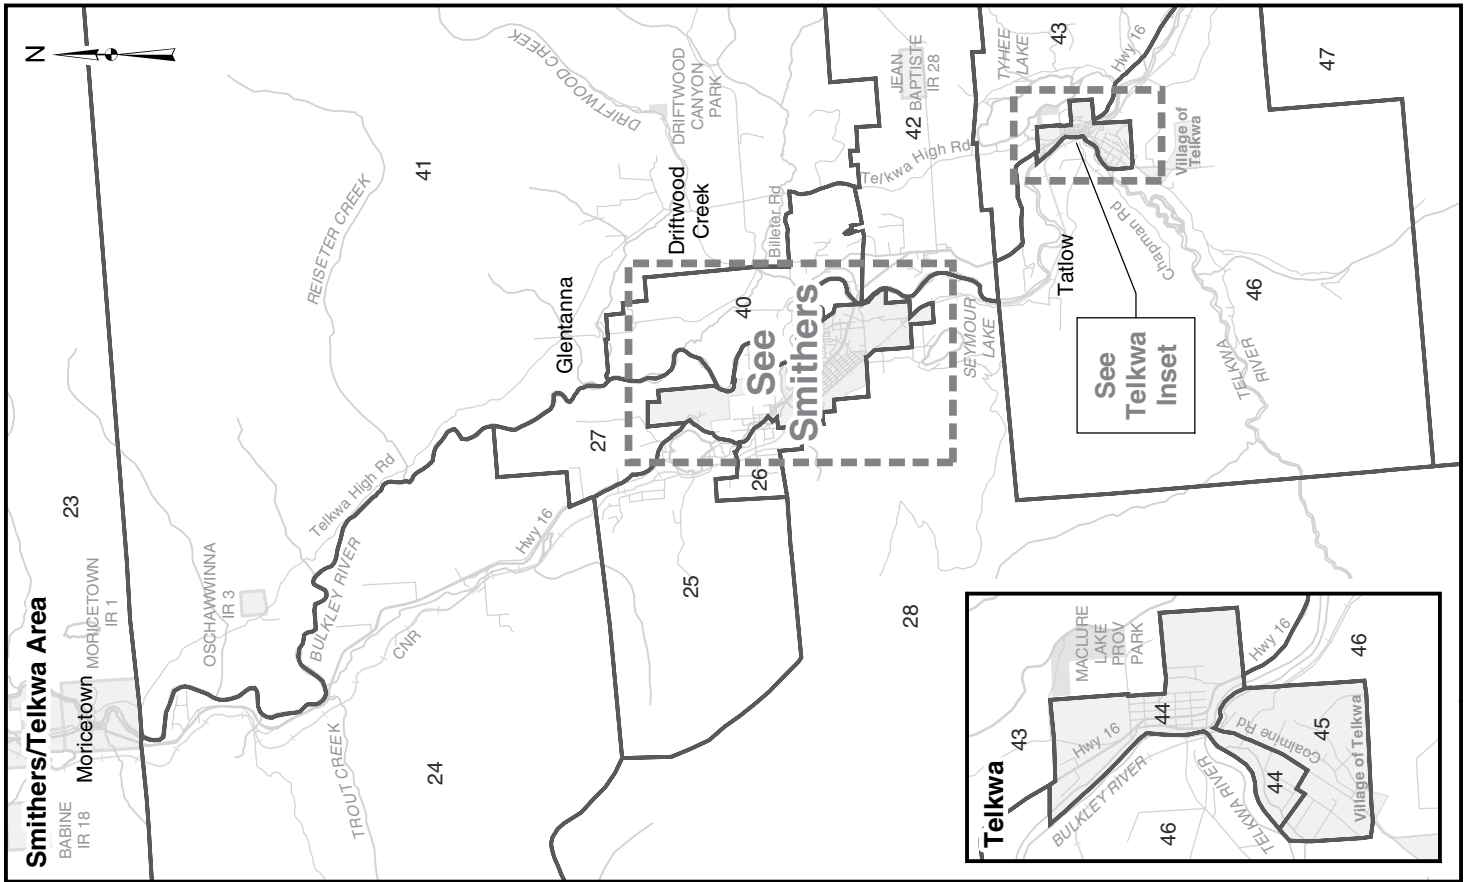 Smithers/Telkwa Area
N
23
BABINE
IR 18
Moricetown
MORICETOWN
IR 1
OSCHAWWINNA
IR 3
BULKLEY RIVER
Telkwa High Rd
CNR
TROUT CREEK
24
Hwy 16
REISETER CREEK
41
DRIFTWOOD CREEK
DRIFTWOOD
CANYON
PARK
Driftwood
Creek
Glentanna
27
26
25
28
40
See
Smithers
Billeter Rd
JEAN
BAPTISTE
IR 28
42
Te/kwa High Rd
TYHEE
LAKE
43
Hwy 16
47
Village of
Telkwa
Tatlow
Chapman Rd
46
SEYMOUR
LAKE
TELKWA
RIVER
See
Telkwa
Inset
Telkwa
43
MACLURE
LAKE
PROV
PARK
Hwy 16
44
Hwy 16
46
BULKLEY RIVER
TELKWA RIVER
46
44
Coalmine Rd
45
Village of Telkwa